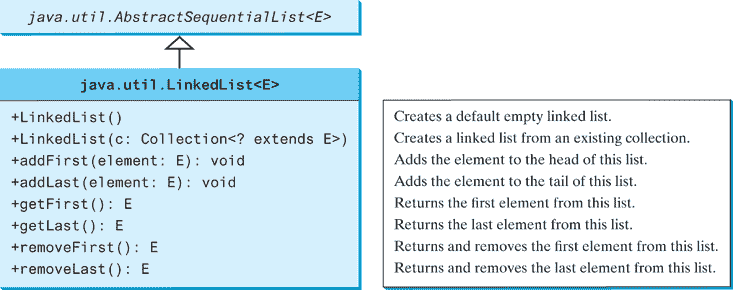 java.util.AbstractSequentialList<E>
java.util.LinkedList<E>
+LinkedList()
+LinkedList(c: Collection<? extends E>)
+addFirst(element: E): void
+addLast(element: E): void
+getFirst(): E
+getLast(): E
+removeFirst(): E
+removeLast(): E
Creates a default empty linked list.
Creates a linked list from an existing collection.
Adds the element to the head of this list.
Adds the element to the tail of this list.
Returns the first element from this list.
Returns the last element from this list.
Returns and removes the first element from this list.
Returns and removes the last element from this list.